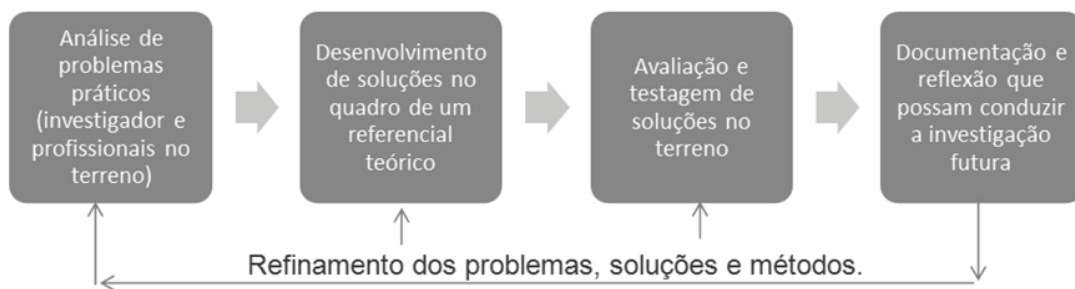 Análise de
problemas
práticos
(investigador e
profissionais no
terreno)
Desenvolvimento
de soluções no
quadro de um
referencial
teórico
Avaliação e
testagem de
soluções no
terreno
Documentação e
reflexão que
possam conduzir
a investigação
futura
Refinamento dos problemas, soluções e métodos.